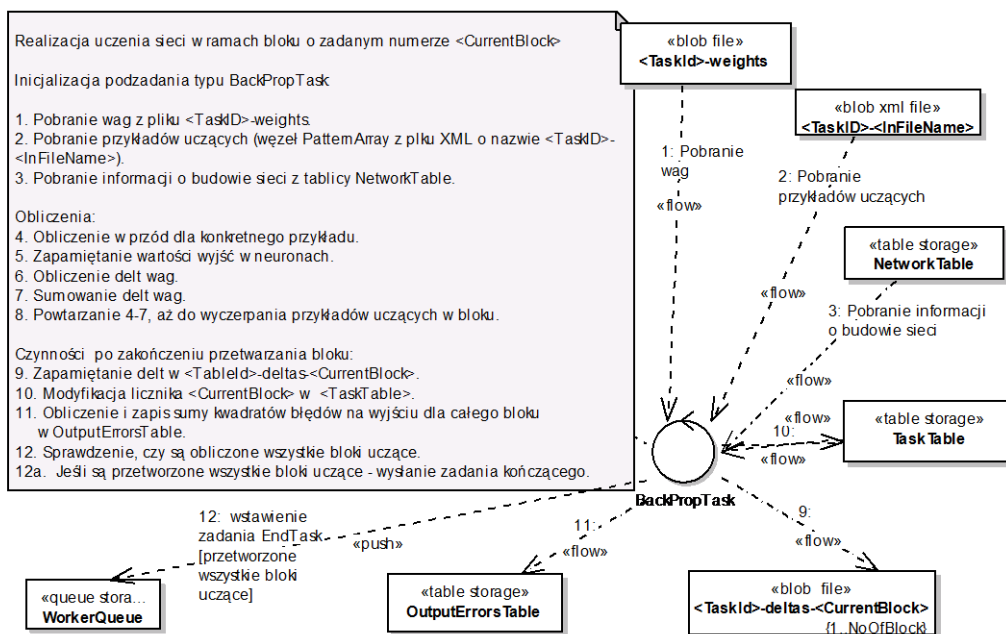 Realizacja uczenia sieci w ramach bloku o zadanym numerze <CurrentBlock>
Inicjalizacja podzadania typu BackPropTask
1. Pobranie wag z pliku <TaskID>-weights.
2. Pobranie przykładów uczących (węzeł PatternArray z plku XML o nazwie <TaskID>-
<InFileName>).
3. Pobranie informacji o budowie sieci z tablicy NetworkTable.
Obliczenia:
4. Obliczenie w przód dla konkretnego przykładu.
5. Zapamiętanie wartości wyjść w neuronach.
6. Obliczenie delt wag.
7. Sumowanie delt wag.
8. Powtarzanie 4-7, aż do wyczerpania przykładów uczących w bloku.
Czynności po zakończeniu przetwarzania bloku:
9. Zapamiętanie delt w <TableId>-deltas-<CurrentBlock>.
10. Modyfikacja licznika <CurrentBlock> w <TaskTable>.
11. Obliczenie i zapis sumy kwadratów błędów na wyjściu dla całego bloku
w OutputErrorsTable.
12. Sprawdzenie, czy są obliczone wszystkie bloki uczące.
12a. Jeśli są przetworzone wszystkie bloki uczące - wysłanie zadania kończącego.
«blob file»
<TaskId>-weights
«blob xml file»
<TaskID>-<InFileName>
1: Pobranie
wag
«flow»
2: Pobranie
przykładów uczących
«flow»
«table storage»
NetworkTable
3: Pobranie informacji
o budowie sieci
«flow»
«flow»
10:
«flow»
«table storage»
TaskTable
BackPropTask
12: wstawienie
zadania EndTask
[przetworzone
wszystkie bloki
uczące]
«push»
11:
«flow»
9:
«flow»
«queue stora...
WorkerQueue
«table storage»
OutputErrorsTable
«blob file»
<TaskId>-deltas-<CurrentBlock>
{1..NoOfBlock}